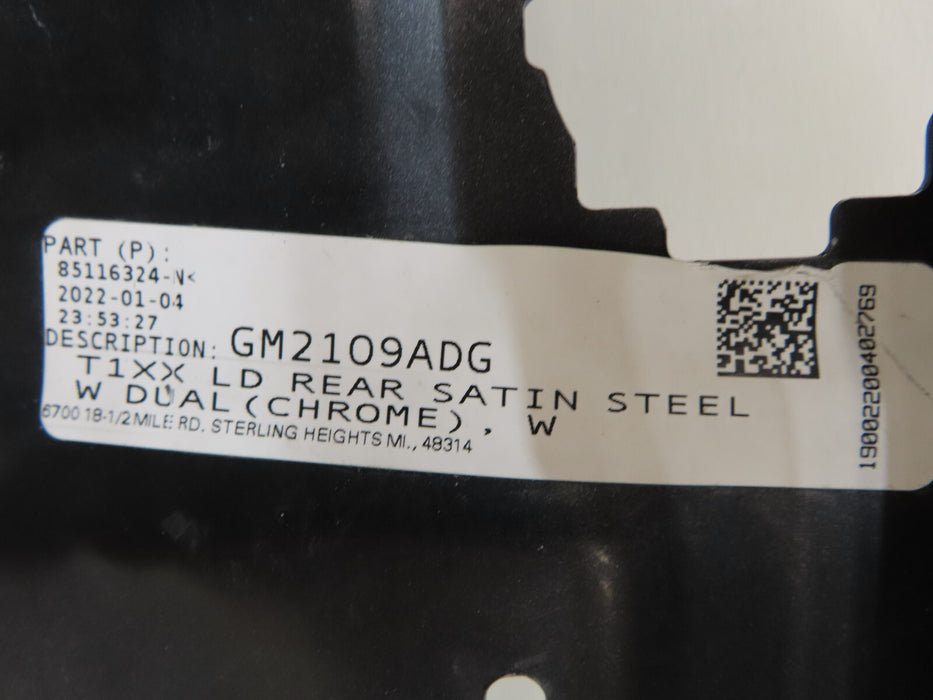 PART (P):
85116324-N<
2022-01-04
23:53:27
DESCRIPTION: GM2109ADG
T1XX LD REAR SATIN STEEL
W DUAL(CHROME), W
6700 18-1/2 MILE RD. STERLING HEIGHTS MI., 48314
1900220040276​9